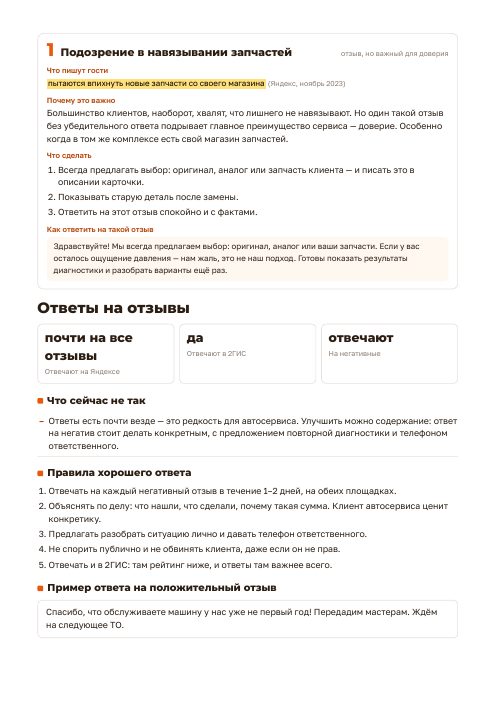 1 Подозрение в навязывании запчастей отзыв, но важный для доверия
Что пишут гости
пытаются впихнуть новые запчасти со своего магазина (Яндекс, ноябрь 2023)
Почему это важно
Большинство клиентов, наоборот, хвалят, что лишнего не навязывают. Но один такой отзыв
без убедительного ответа подрывает главное преимущество сервиса — доверие. Особенно
когда в том же комплексе есть свой магазин запчастей.
Что сделать
1. Всегда предлагать выбор: оригинал, аналог или запчасть клиента — и писать это в
описании карточки.
2. Показывать старую деталь после замены.
3. Ответить на этот отзыв спокойно и с фактами.
Как ответить на такой отзыв
Здравствуйте! Мы всегда предлагаем выбор: оригинал, аналог или ваши запчасти. Если у вас
осталось ощущение давления — нам жаль, это не наш подход. Готовы показать результаты
диагностики и разобрать варианты ещё раз.
Ответы на отзывы
почти на все
отзывы
Отвечают на Яндексе
да
Отвечают в 2ГИС
отвечают
На негативные
Что сейчас не так
– Ответы есть почти везде — это редкость для автосервиса. Улучшить можно содержание: ответ
на негатив стоит делать конкретным, с предложением повторной диагностики и телефоном
ответственного.
Правила хорошего ответа
1. Отвечать на каждый негативный отзыв в течение 1–2 дней, на обеих площадках.
2. Объяснять по делу: что нашли, что сделали, почему такая сумма. Клиент автосервиса ценит
конкретику.
3. Предлагать разобрать ситуацию лично и давать телефон ответственного.
4. Не спорить публично и не обвинять клиента, даже если он не прав.
5. Отвечать и в 2ГИС: там рейтинг ниже, и ответы там важнее всего.
Пример ответа на положительный отзыв
Спасибо, что обслуживаете машину у нас уже не первый год! Передадим мастерам. Ждём
на следующее ТО.